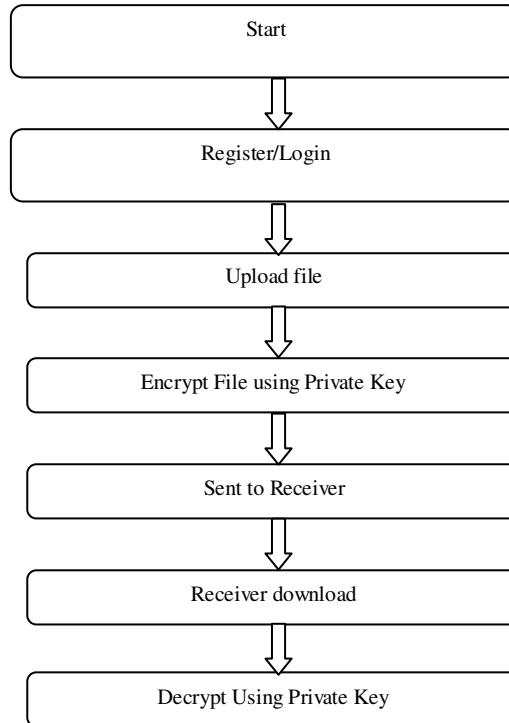 Start
Register/Login
Upload file
Encrypt File using Private Key
Sent to Receiver
Receiver download
Decrypt Using Private Key